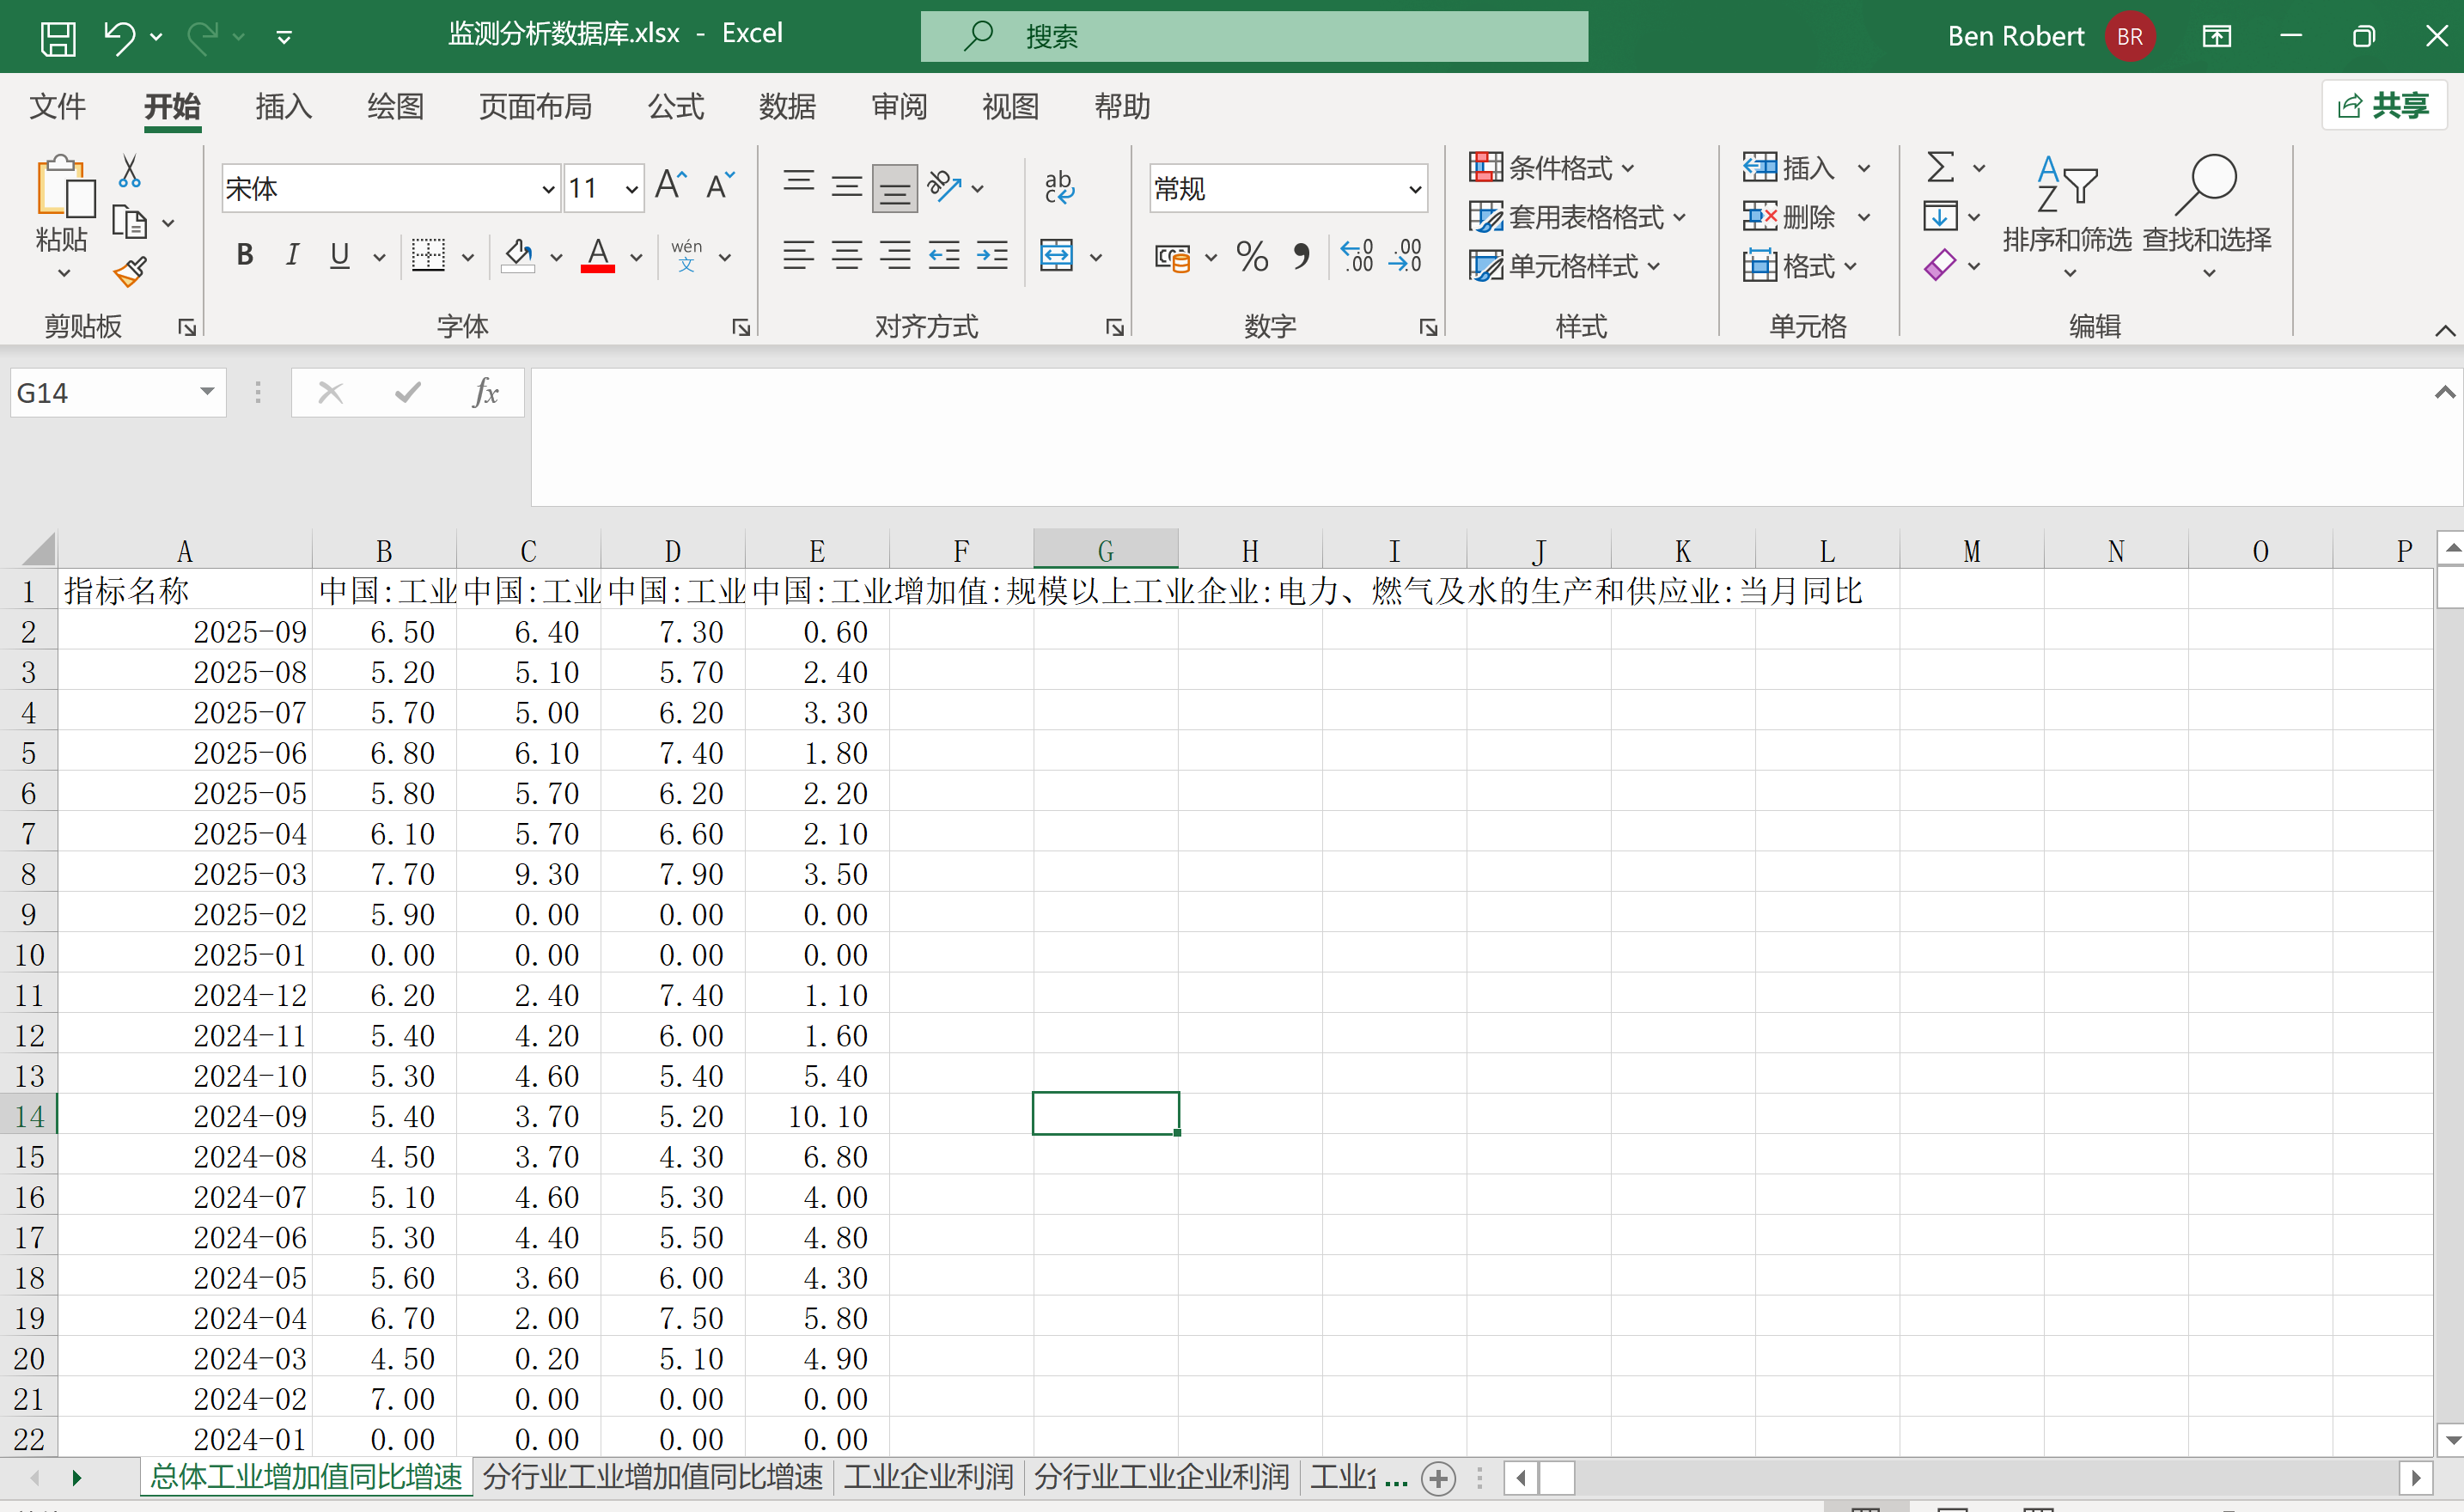 监测分析数据库.xlsx - Excel
搜索
Ben Robert BR
文件 开始 插入 绘图 页面布局 公式 数据 审阅 视图 帮助
共享
宋体 11 常规
条件格式 插入
套用表格格式 删除
单元格样式 格式
粘贴
B I U wén 文
排序和筛选 查找和选择
剪贴板 字体 对齐方式 数字 样式 单元格 编辑
G14 fx
A B C D E F G H I J K L M N O P
1 指标名称 中国:工业 中国:工业 中国:工业 中国:工业增加值:规模以上工业企业:电力、燃气及水的生产和供应业:当月同比
2 2025-09 6.50 6.40 7.30 0.60
3 2025-08 5.20 5.10 5.70 2.40
4 2025-07 5.70 5.00 6.20 3.30
5 2025-06 6.80 6.10 7.40 1.80
6 2025-05 5.80 5.70 6.20 2.20
7 2025-04 6.10 5.70 6.60 2.10
8 2025-03 7.70 9.30 7.90 3.50
9 2025-02 5.90 0.00 0.00 0.00
10 2025-01 0.00 0.00 0.00 0.00
11 2024-12 6.20 2.40 7.40 1.10
12 2024-11 5.40 4.20 6.00 1.60
13 2024-10 5.30 4.60 5.40 5.40
14 2024-09 5.40 3.70 5.20 10.10
15 2024-08 4.50 3.70 4.30 6.80
16 2024-07 5.10 4.60 5.30 4.00
17 2024-06 5.30 4.40 5.50 4.80
18 2024-05 5.60 3.60 6.00 4.30
19 2024-04 6.70 2.00 7.50 5.80
20 2024-03 4.50 0.20 5.10 4.90
21 2024-02 7.00 0.00 0.00 0.00
22 2024-01 0.00 0.00 0.00 0.00
总体工业增加值同比增速 分行业工业增加值同比增速 工业企业利润 分行业工业企业利润 工业 ...